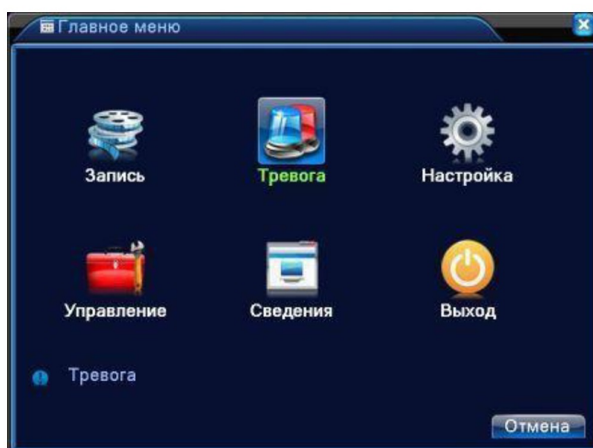 Главное меню
Запись Тревога Настройка
Управление Сведения Выход
Тревога
Отмена